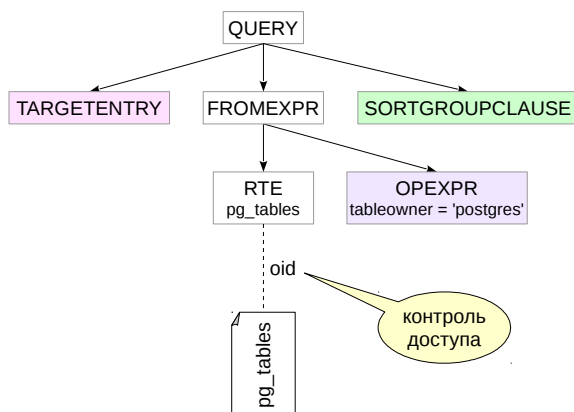 QUERY
TARGETENTRY
FROMEXPR
SORTGROUPCLAUSE
RTE
pg_tables
OPEXPR
tableowner = 'postgres'
oid
контроль
доступа
pg_tables